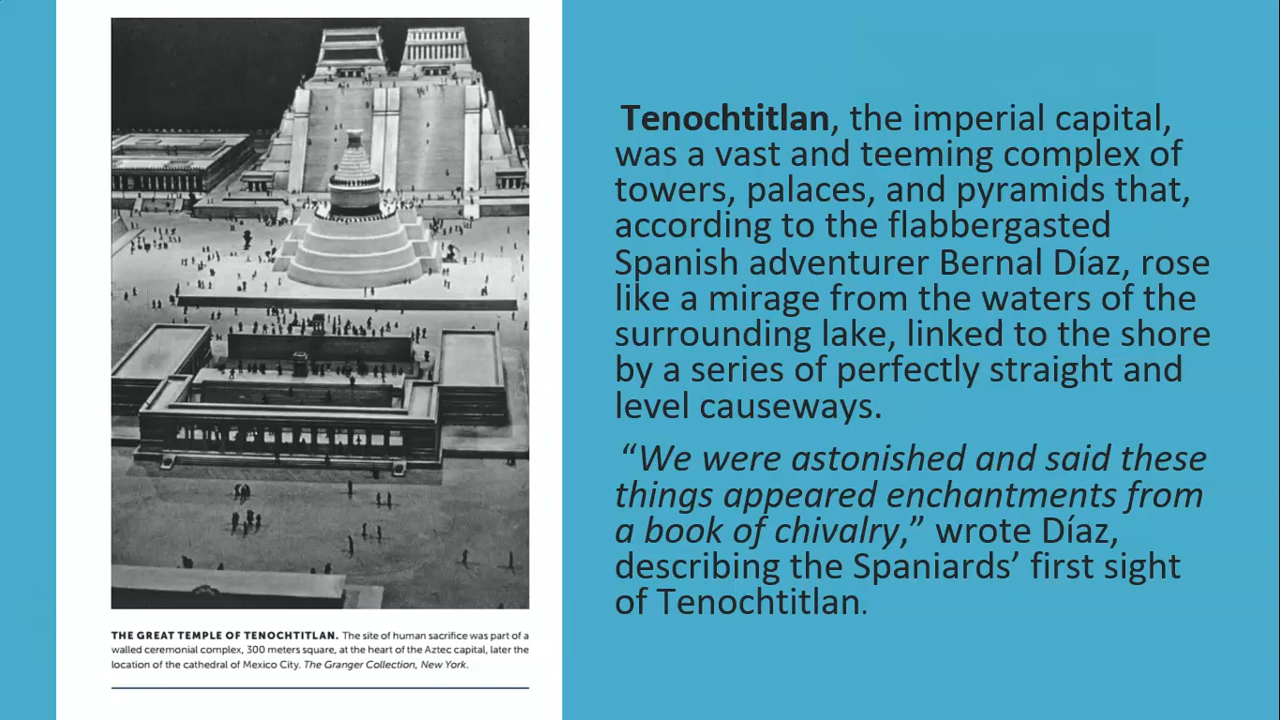 THE GREAT TEMPLE OF TENOCHTITLAN. The site of human sacrifice was part of a
walled ceremonial complex, 300 meters square, at the heart of the Aztec capital, later the
location of the cathedral of Mexico City. The Granger Collection, New York.
Tenochtitlan, the imperial capital,
was a vast and teeming complex of
towers, palaces, and pyramids that,
according to the flabbergasted
Spanish adventurer Bernal Díaz, rose
like a mirage from the waters of the
surrounding lake, linked to the shore
by a series of perfectly straight and
level causeways.
“We were astonished and said these
things appeared enchantments from
a book of chivalry,” wrote Díaz,
describing the Spaniards’ first sight
of Tenochtitlan.